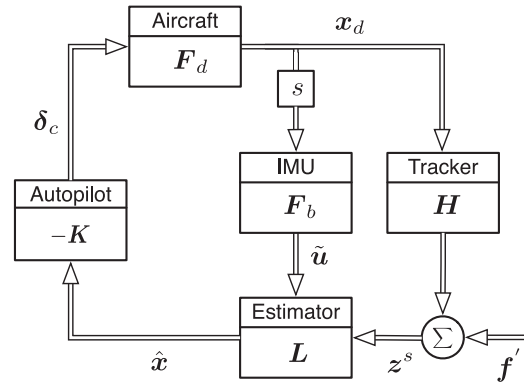 Aircraft
F_d
x_d
s
δ_c
IMU
F_b
Tracker
H
Autopilot
-K
ũ
Estimator
L
Σ
x̂
z^s
f'